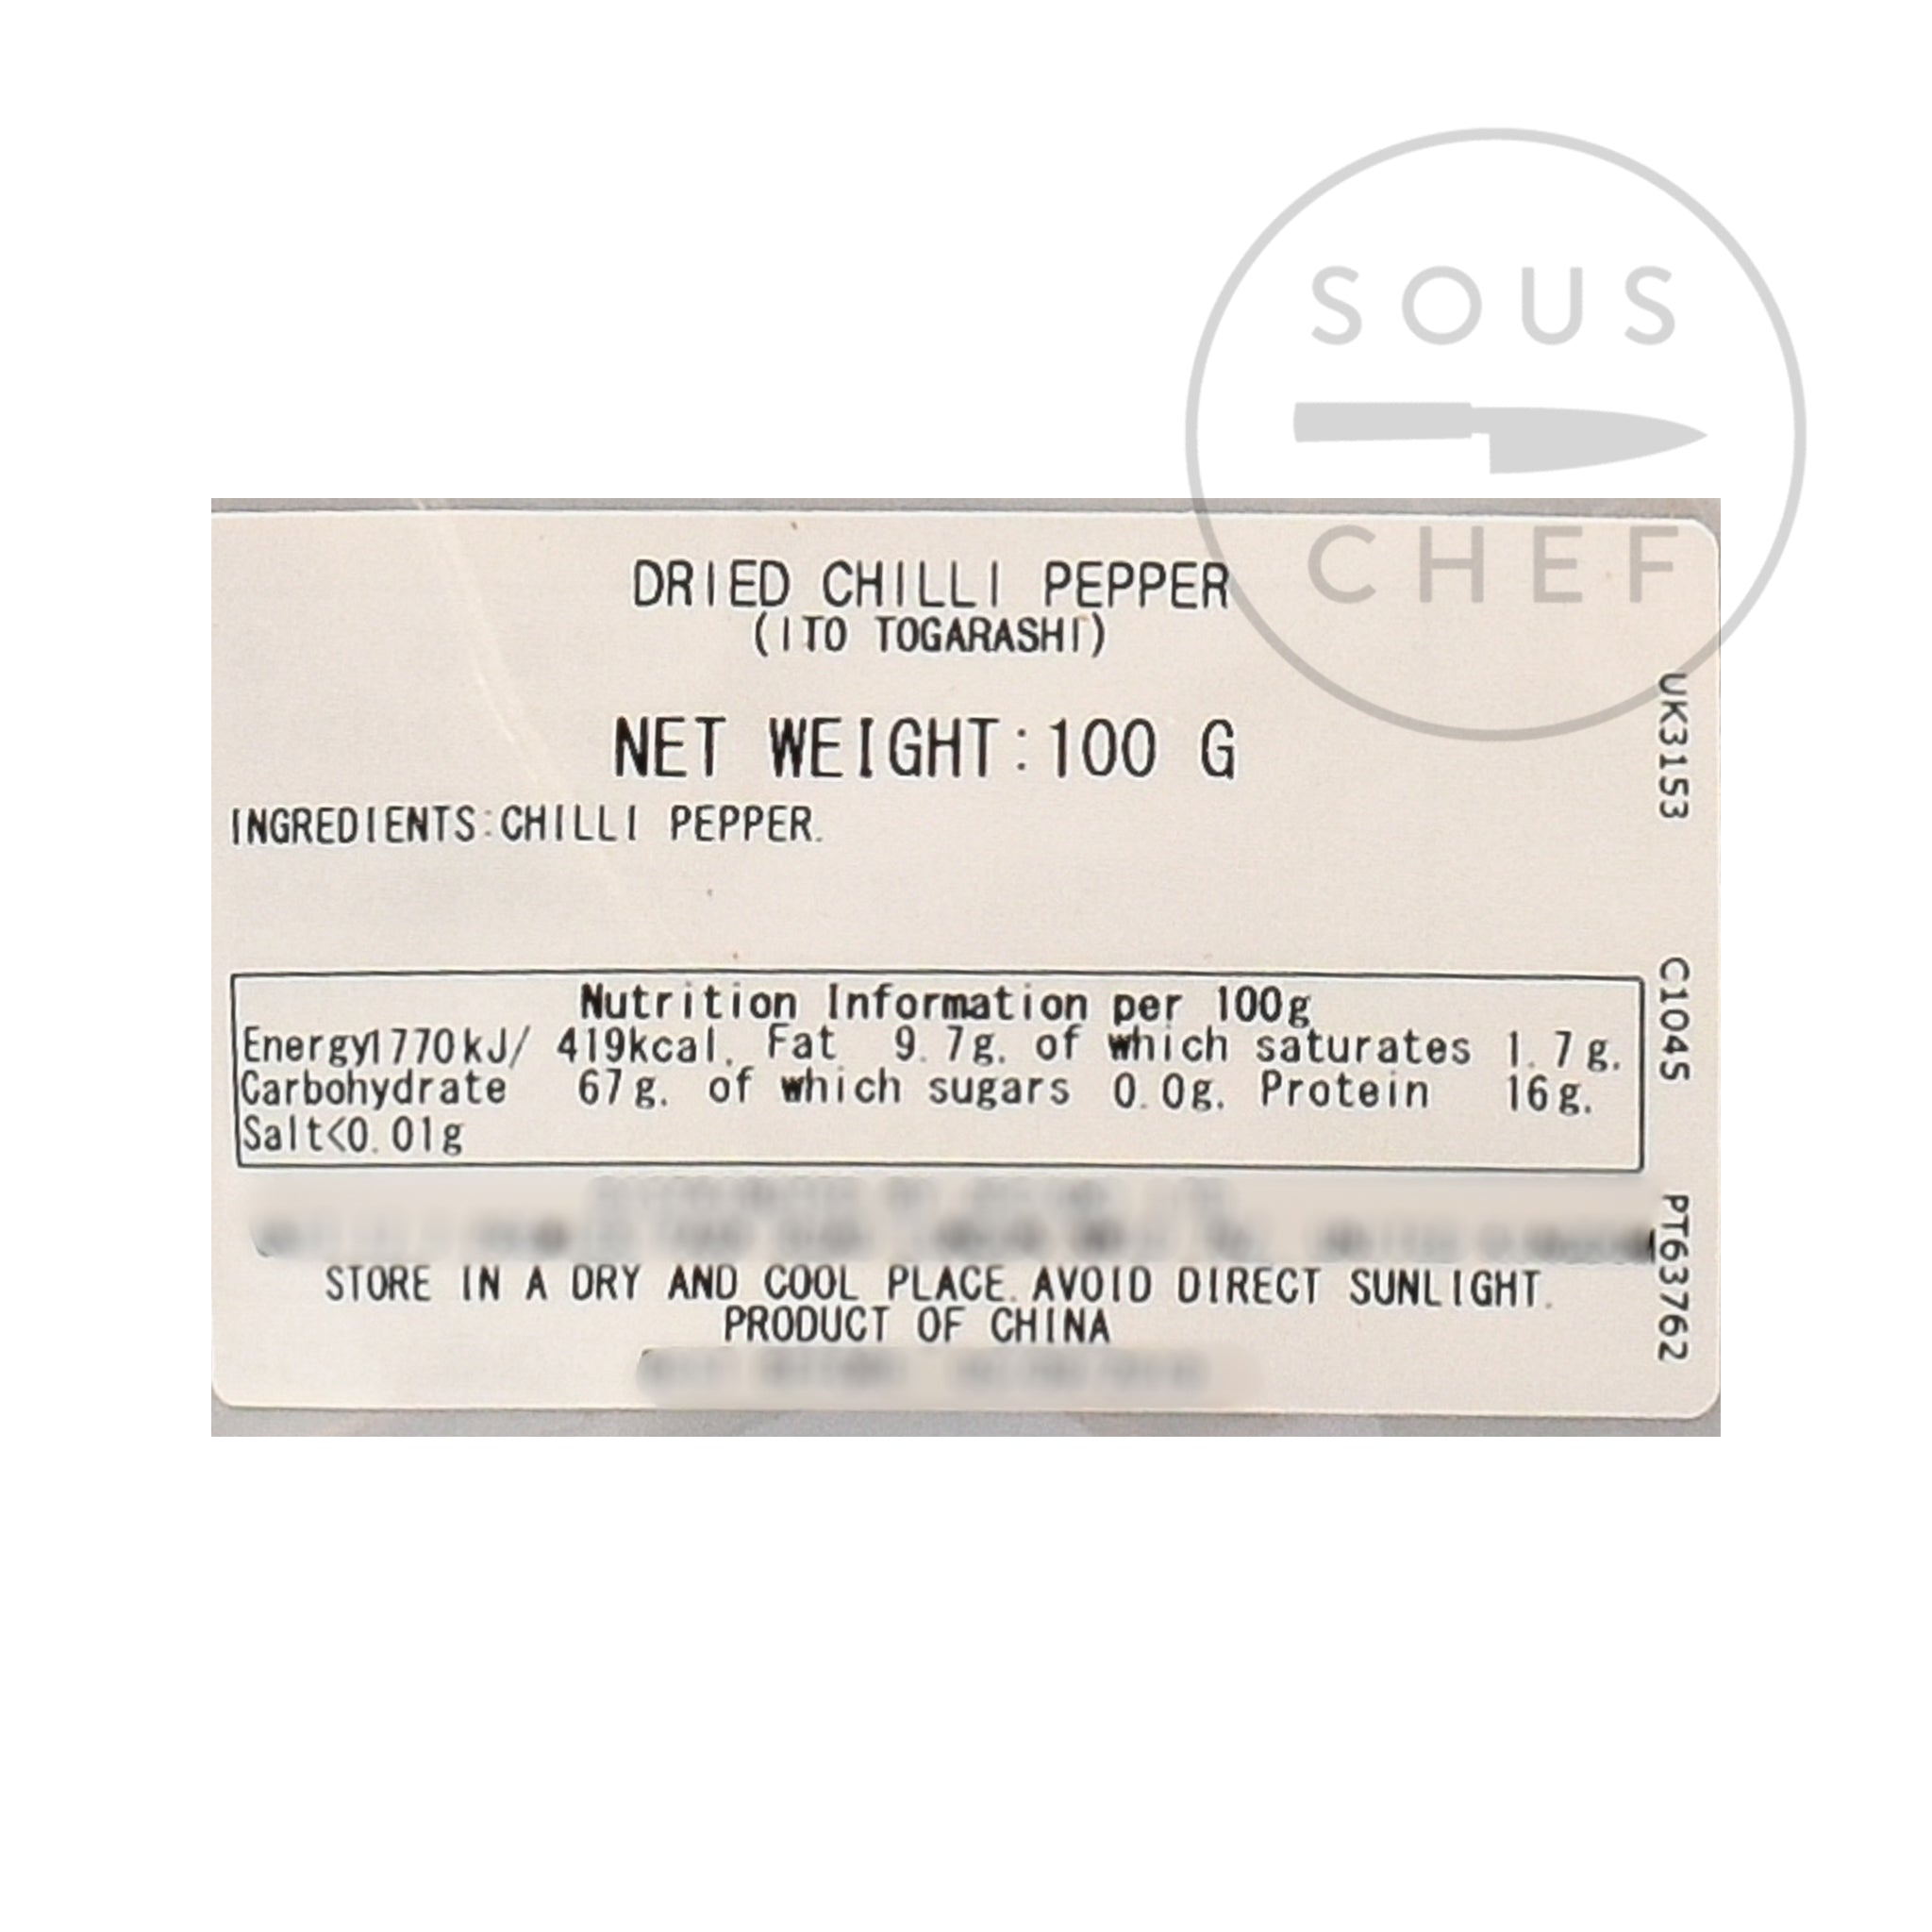 SOUS
CHEF
DRIED CHILLI PEPPER
(ITO TOGARASHI)
NET WEIGHT:100 G
INGREDIENTS:CHILLI PEPPER.
Nutrition Information per 100g
Energy1770kJ/ 419kcal. Fat 9.7g. of which saturates 1.7g.
Carbohydrate 67g. of which sugars 0.0g. Protein 16g.
Salt<0.01g
STORE IN A DRY AND COOL PLACE.AVOID DIRECT SUNLIGHT.
PRODUCT OF CHINA
UK3153 C104S PT633762